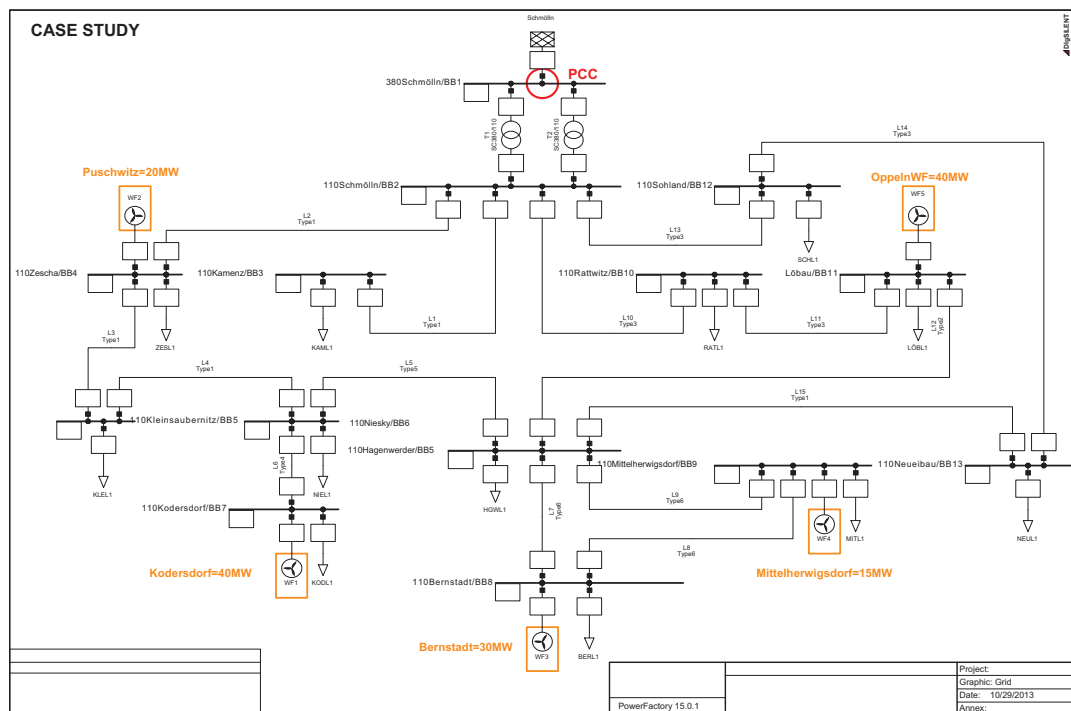 CASE STUDY
Schmölln
DIgSILENT
PCC
380Schmölln/BB1
T1
SC380/110
T2
SC380/110
L14
Type3
Puschwitz=20MW
110Schmölln/BB2
110Sohland/BB12
OppelnWF=40MW
WF2
WF5
L2
Type1
L13
Type3
SCHL1
110Zescha/BB4
110Kamenz/BB3
110Rattwitz/BB10
Löbau/BB11
L1
Type1
L10
Type3
L11
Type3
L12
Type2
L3
Type1
ZESL1
KAML1
RATL1
LÖBL1
L4
Type1
L5
Type5
L15
Type1
110Kleinsaubernitz/BB5
110Niesky/BB6
110Hagenwerder/BB5
110Mittelherwigsdorf/BB9
110Neueibau/BB13
L6
Type4
KLEL1
NIEL1
HGWL1
L9
Type6
110Kodersdorf/BB7
L7
Type6
WF4
MITL1
NEUL1
L8
Type6
Kodersdorf=40MW
WF1
KODL1
110Bernstadt/BB8
Mittelherwigsdorf=15MW
Bernstadt=30MW
WF3
BERL1
Project:
Graphic: Grid
PowerFactory 15.0.1
Date: 10/29/2013
Annex: